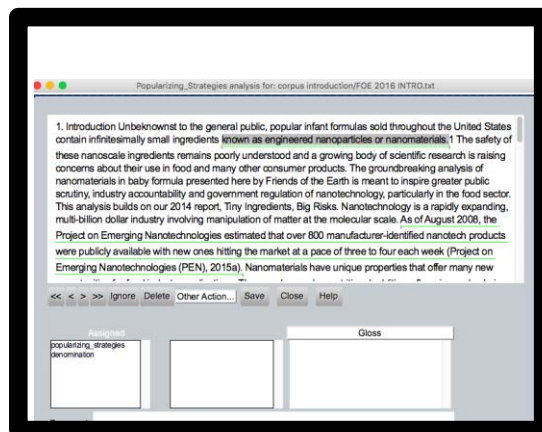 Popularizing_Strategies analysis for: corpus introduction/FOE 2016 INTRO.txt
1. Introduction Unbeknownst to the general public, popular infant formulas sold throughout the United States
contain infinitesimally small ingredients known as engineered nanoparticles or nanomaterials.1 The safety of
these nanoscale ingredients remains poorly understood and a growing body of scientific research is raising
concerns about their use in food and many other consumer products. The groundbreaking analysis of
nanomaterials in baby formula presented here by Friends of the Earth is meant to inspire greater public
scrutiny, industry accountability and government regulation of nanotechnology, particularly in the food sector.
This analysis builds on our 2014 report, Tiny Ingredients, Big Risks. Nanotechnology is a rapidly expanding,
multi-billion dollar industry involving manipulation of matter at the molecular scale. As of August 2008, the
Project on Emerging Nanotechnologies estimated that over 800 manufacturer-identified nanotech products
were publicly available with new ones hitting the market at a pace of three to four each week (Project on
Emerging Nanotechnologies (PEN), 2015a). Nanomaterials have unique properties that offer many new
<< < > >> Ignore Delete Other Action... Save Close Help
Assigned Gloss
popularizing_strategies
denomination